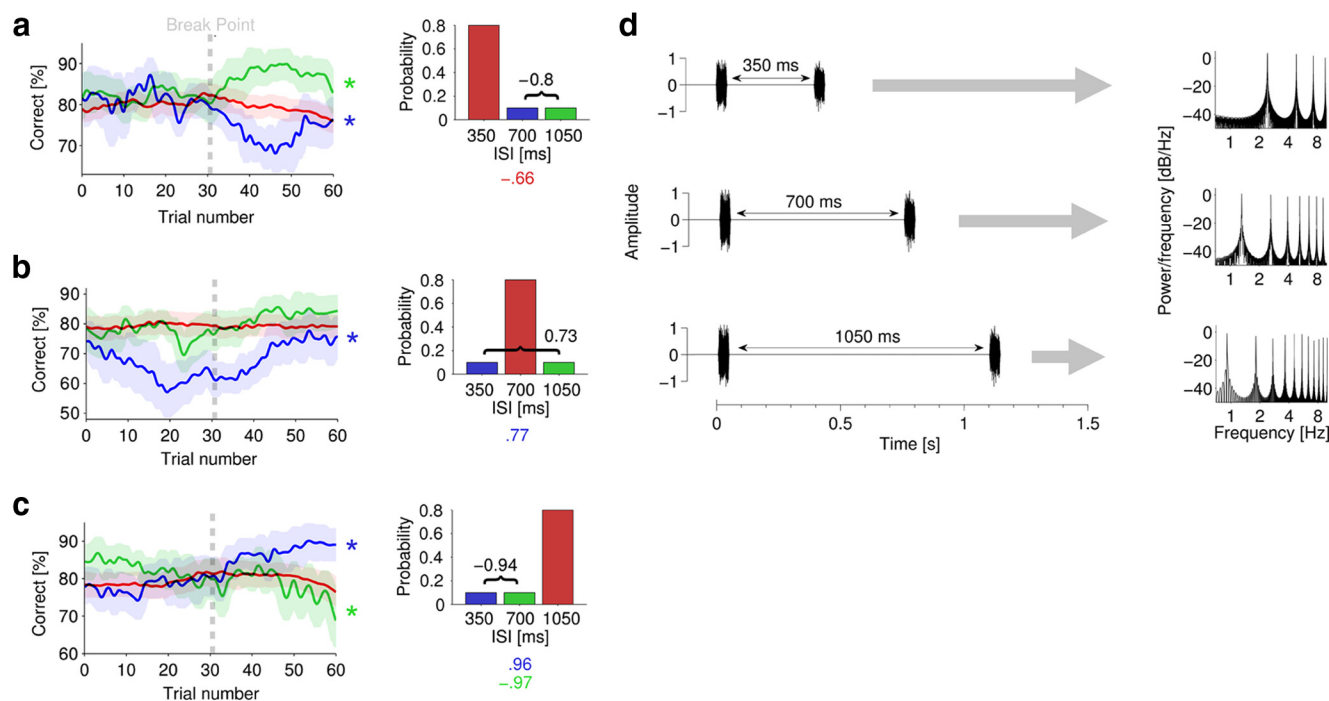 a
Break Point
Correct [%]
90
80
70
0 10 20 30 40 50 60
Trial number
*
*
Probability
0.8
0.6
0.4
0.2
0
−0.8
350 700 1050
ISI [ms]
−.66
b
Correct [%]
90
80
70
60
50
0 10 20 30 40 50 60
Trial number
*
Probability
0.8
0.6
0.4
0.2
0
0.73
350 700 1050
ISI [ms]
.77
c
Correct [%]
90
80
70
60
0 10 20 30 40 50 60
Trial number
*
*
Probability
0.8
0.6
0.4
0.2
0
−0.94
350 700 1050
ISI [ms]
.96
−.97
d
Amplitude
1
0
−1
350 ms
1
0
−1
700 ms
1
0
−1
1050 ms
0 0.5 1 1.5
Time [s]
Power/frequency [dB/Hz]
0
−20
−40
1 2 4 8
0
−20
−40
1 2 4 8
0
−20
−40
1 2 4 8
Frequency [Hz]